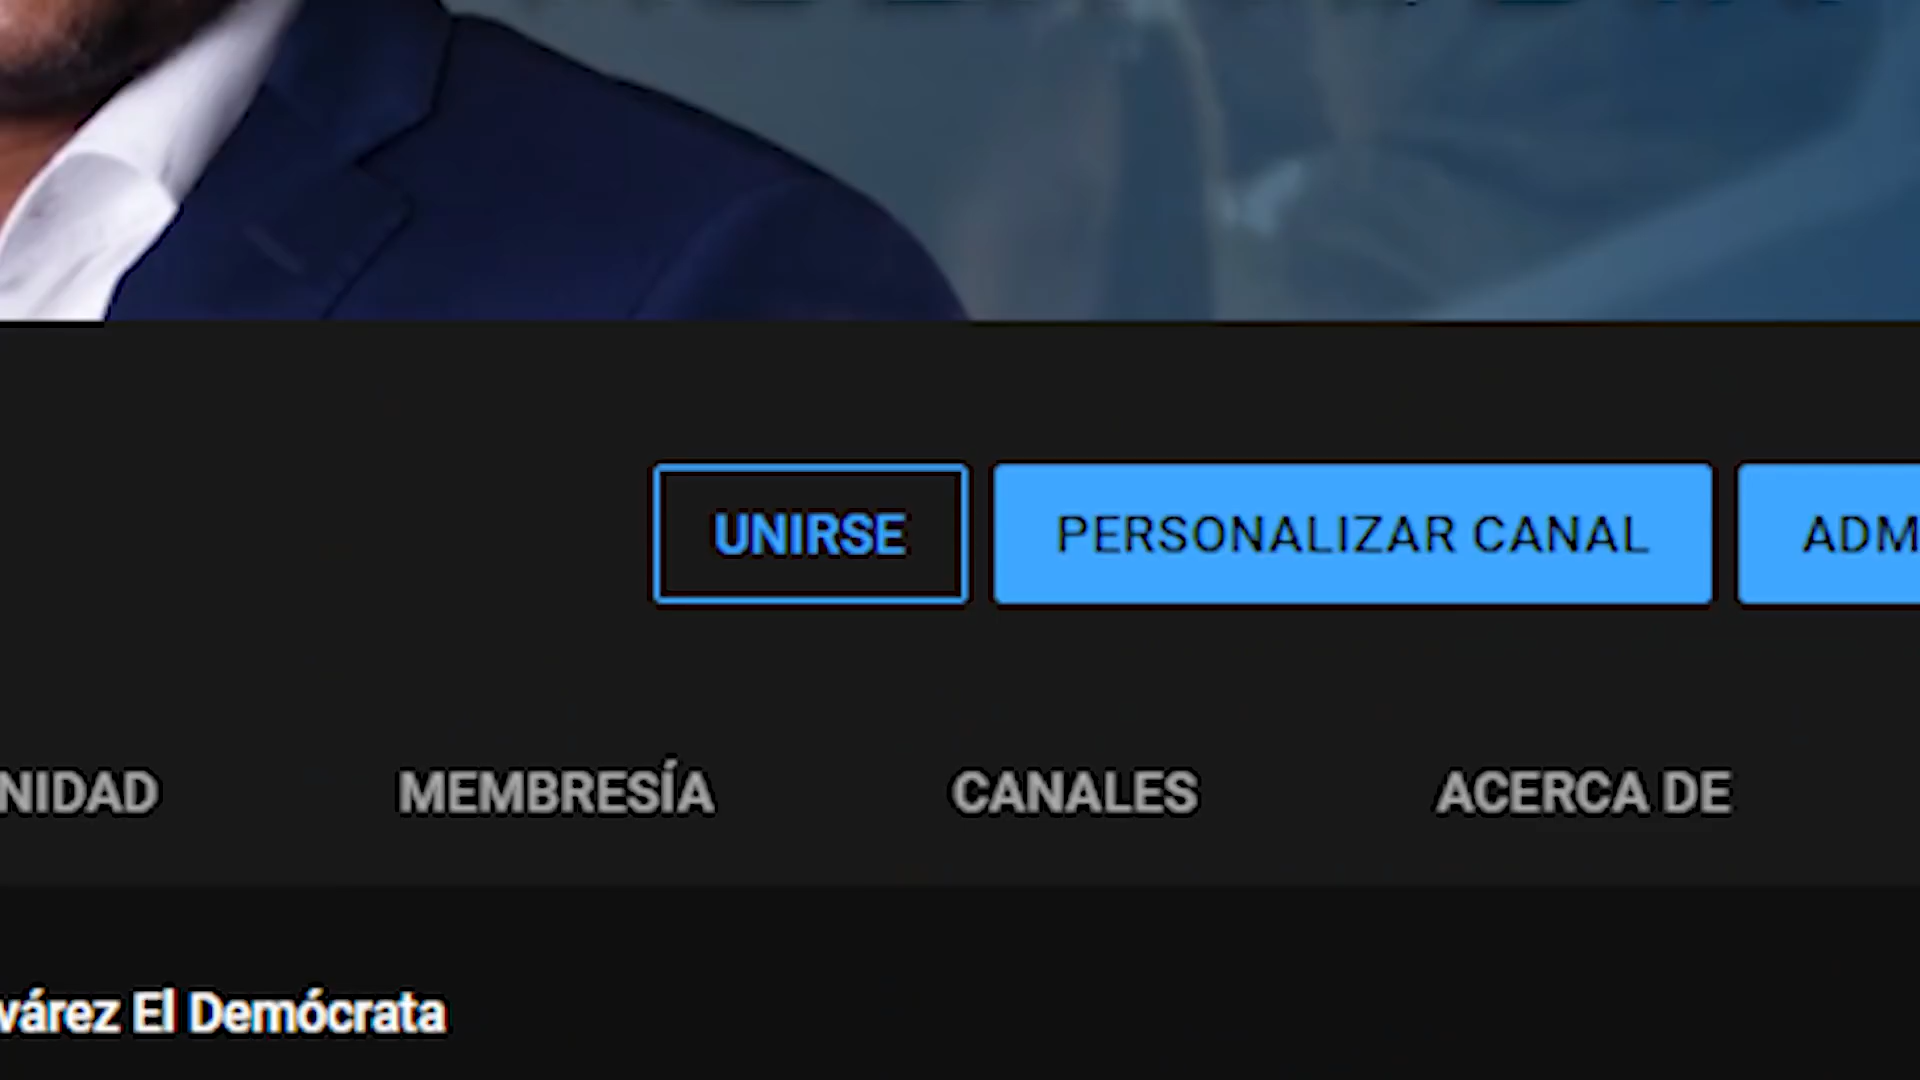 UNIRSE
PERSONALIZAR CANAL
ADM
NIDAD
MEMBRESÍA
CANALES
ACERCA DE
várez El Demócrata